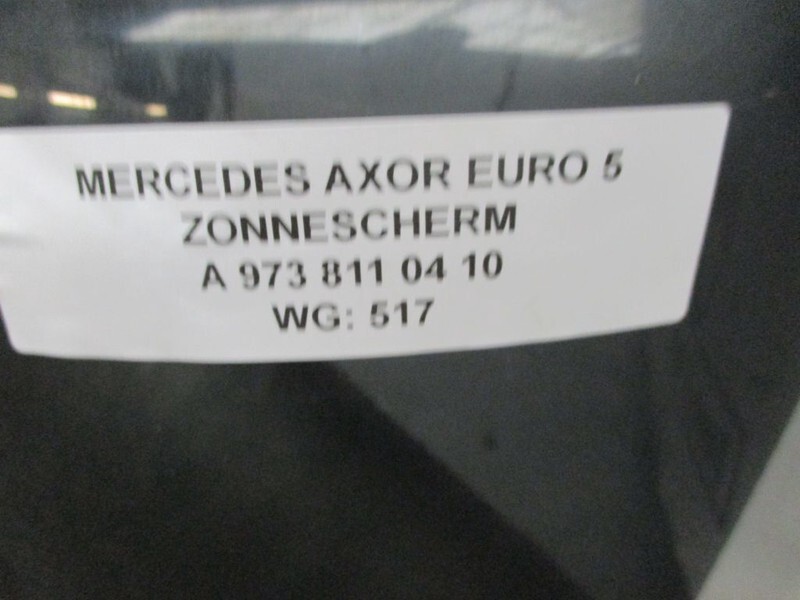 MERCEDES AXOR EURO 5
ZONNESCHERM
A 973 811 04 10
WG: 517